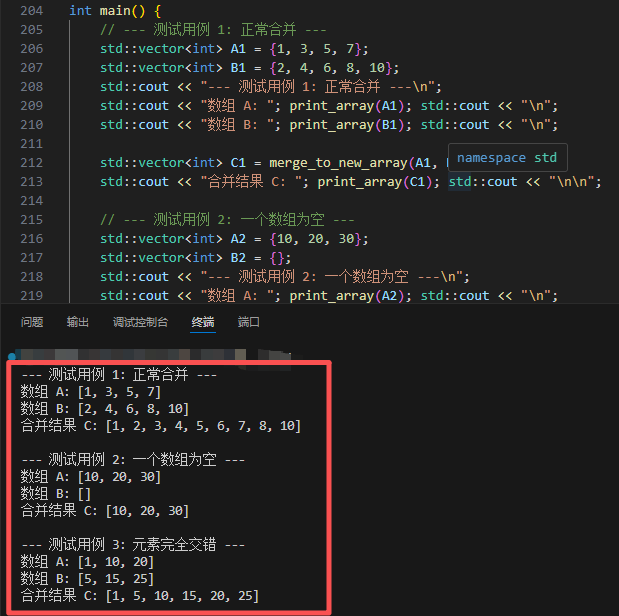 204 int main() {
205 // --- 测试用例 1: 正常合并 ---
206 std::vector<int> A1 = {1, 3, 5, 7};
207 std::vector<int> B1 = {2, 4, 6, 8, 10};
208 std::cout << "--- 测试用例 1: 正常合并 ---\n";
209 std::cout << "数组 A: "; print_array(A1); std::cout << "\n";
210 std::cout << "数组 B: "; print_array(B1); std::cout << "\n";
211
namespace std
212 std::vector<int> C1 = merge_to_new_array(A1,
213 std::cout << "合并结果 C: "; print_array(C1); std::cout << "\n\n";
214
215 // --- 测试用例 2: 一个数组为空 ---
216 std::vector<int> A2 = {10, 20, 30};
217 std::vector<int> B2 = {};
218 std::cout << "--- 测试用例 2: 一个数组为空 ---\n";
219 std::cout << "数组 A: "; print_array(A2); std::cout << "\n";
问题 输出 调试控制台 终端 端口
--- 测试用例 1: 正常合并 ---
数组 A: [1, 3, 5, 7]
数组 B: [2, 4, 6, 8, 10]
合并结果 C: [1, 2, 3, 4, 5, 6, 7, 8, 10]
--- 测试用例 2: 一个数组为空 ---
数组 A: [10, 20, 30]
数组 B: []
合并结果 C: [10, 20, 30]
--- 测试用例 3: 元素完全交错 ---
数组 A: [1, 10, 20]
数组 B: [5, 15, 25]
合并结果 C: [1, 5, 10, 15, 20, 25]